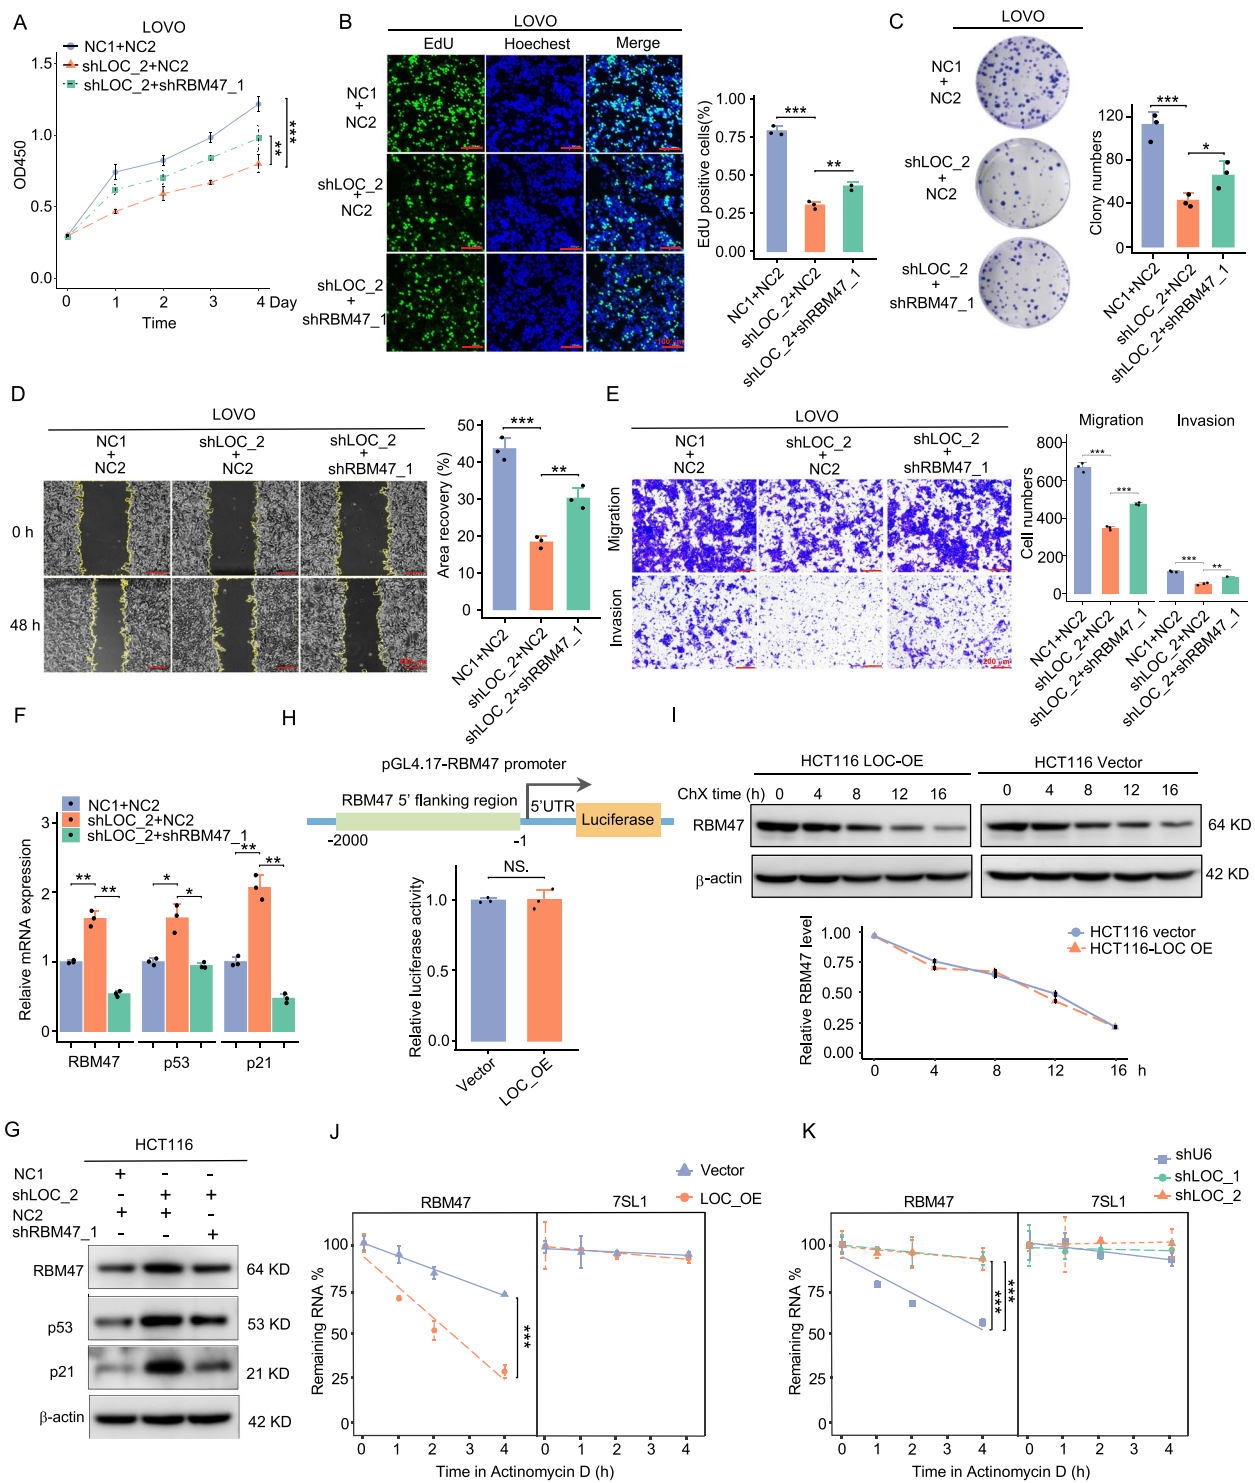 A
LOVO
NC1+NC2
shLOC_2+NC2
shLOC_2+shRBM47_1
1.5
1.0
0.5
0.0
OD450
***
**
0 1 2 3 4 Day
Time
B
LOVO
EdU Hoechest Merge
NC1
+
NC2
shLOC_2
+
NC2
shLOC_2
+
shRBM47_1
EdU positive cells(%)
1.00
0.75
0.50
0.25
0.00
***
**
NC1+NC2
shLOC_2+NC2
shLOC_2+shRBM47_1
C
LOVO
NC1
+
NC2
shLOC_2
+
NC2
shLOC_2
+
shRBM47_1
Clony numbers
120
80
40
0
***
*
NC1+NC2
shLOC_2+NC2
shLOC_2+shRBM47_1
D
LOVO
NC1
+
NC2
shLOC_2
+
NC2
shLOC_2
+
shRBM47_1
0 h
48 h
Area recovery (%)
50
40
30
20
10
0
***
**
NC1+NC2
shLOC_2+NC2
shLOC_2+shRBM47_1
E
LOVO
NC1
+
NC2
shLOC_2
+
NC2
shLOC_2
+
shRBM47_1
Migration
Invasion
Migration Invasion
Cell numbers
800
600
400
200
0
***
***
***
**
NC1+NC2
shLOC_2+NC2
shLOC_2+shRBM47_1
NC1+NC2
shLOC_2+NC2
shLOC_2+shRBM47_1
F
NC1+NC2
shLOC_2+NC2
shLOC_2+shRBM47_1
Relaive mRNA expression
3
2
1
0
**
**
*
*
**
**
RBM47 p53 p21
H
pGL4.17-RBM47 promoter
RBM47 5' flanking region
5'UTR
Luciferase
-2000 -1
NS.
Relative luciferase activity
1.0
0.0
Vector
LOC_OE
I
HCT116 LOC-OE HCT116 Vector
ChX time (h) 0 4 8 12 16 0 4 8 12 16
RBM47 64 KD
β-actin 42 KD
HCT116 vector
HCT116-LOC OE
Relative RBM47 level
1.00
0.75
0.50
0.25
0.00
0 4 8 12 16 h
G
HCT116
NC1 + - -
shLOC_2 - + +
NC2 + + -
shRBM47_1 - - +
RBM47 64 KD
p53 53 KD
p21 21 KD
β-actin 42 KD
J
Vector
LOC_OE
RBM47 7SL1
Remaining RNA %
100
75
50
25
0
***
0 1 2 4 0 1 2 4
Time in Actinomycin D (h)
K
shU6
shLOC_1
shLOC_2
RBM47 7SL1
Remaining RNA %
100
75
50
25
0
***
***
0 1 2 4 0 1 2 4
Time in Actinomycin D (h)